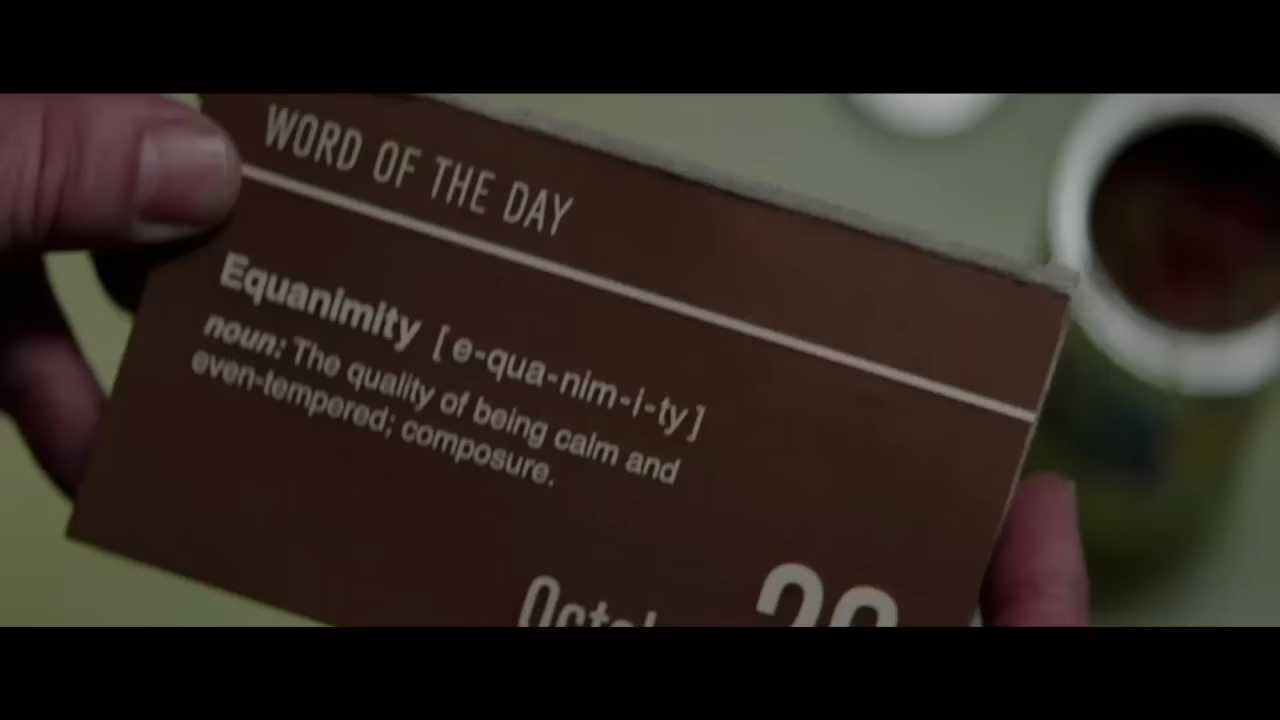 WORD OF THE DAY
Equanimity [e-qua-nim-i-ty]
noun: The quality of being calm and
even-tempered; composure.